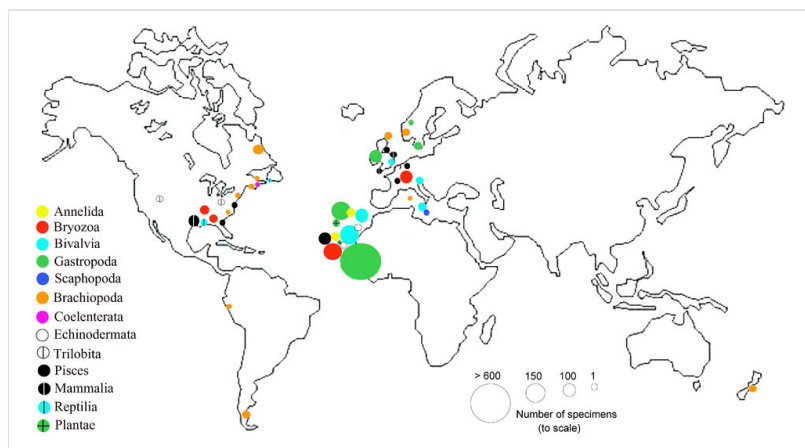 Annelida
Bryozoa
Bivalvia
Gastropoda
Scaphopoda
Brachiopoda
Coelenterata
Echinodermata
Trilobita
Pisces
Mammalia
Reptilia
Plantae
> 600 150 100 1
Number of specimens
(to scale)